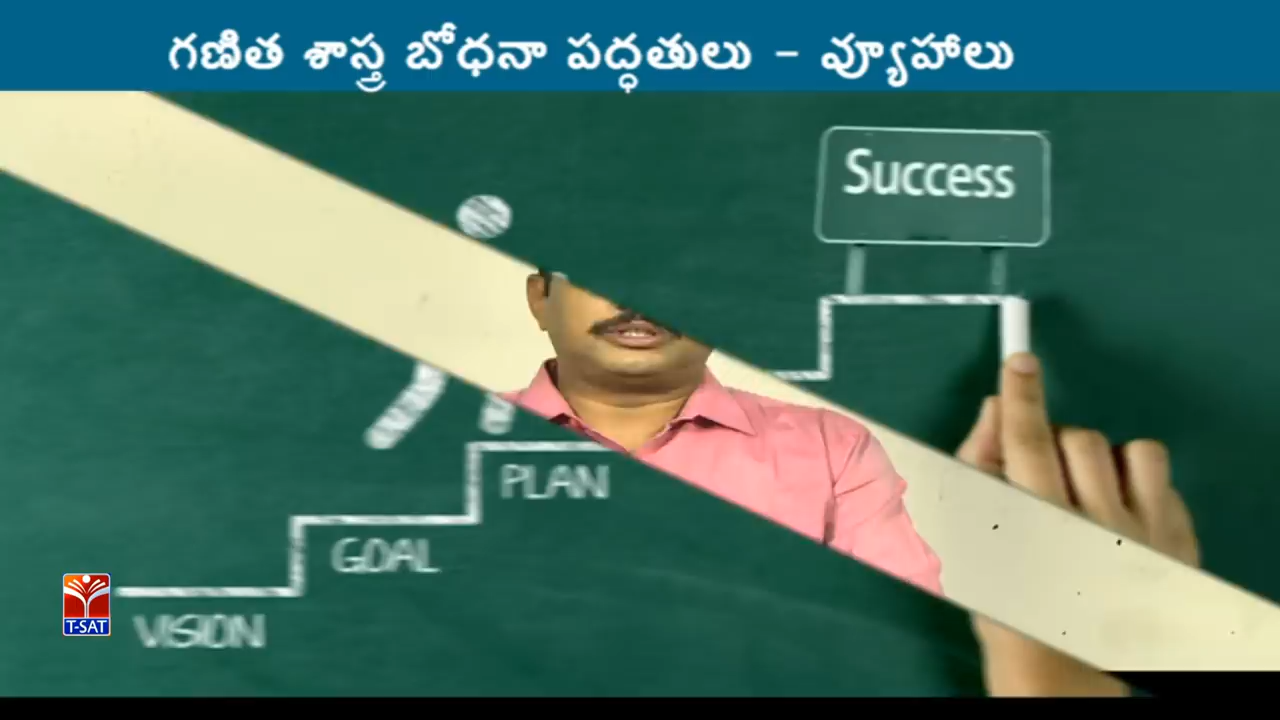 గణిత శాస్త్ర బోధనా పద్ధతులు - వ్యూహాలు
Success
PLAN
GOAL
VISION
T-SAT